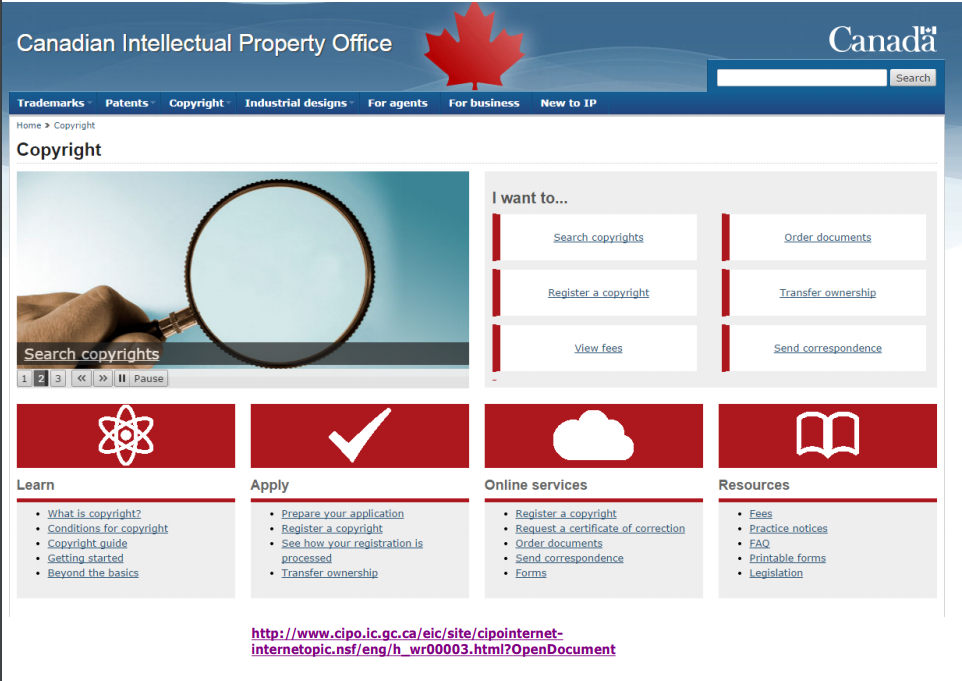 Canadian Intellectual Property Office
Canada
Search
Trademarks Patents Copyright Industrial designs For agents For business New to IP
Home > Copyright
Copyright
Search copyrights
1 2 3 « » Pause
I want to...
Search copyrights
Order documents
Register a copyright
Transfer ownership
View fees
Send correspondence
Learn
• What is copyright?
• Conditions for copyright
• Copyright guide
• Getting started
• Beyond the basics
Apply
• Prepare your application
• Register a copyright
• See how your registration is
processed
• Transfer ownership
Online services
• Register a copyright
• Request a certificate of correction
• Order documents
• Send correspondence
• Forms
Resources
• Fees
• Practice notices
• FAQ
• Printable forms
• Legislation
http://www.cipo.ic.gc.ca/eic/site/cipointernet-
internetopic.nsf/eng/h_wr00003.html?OpenDocument